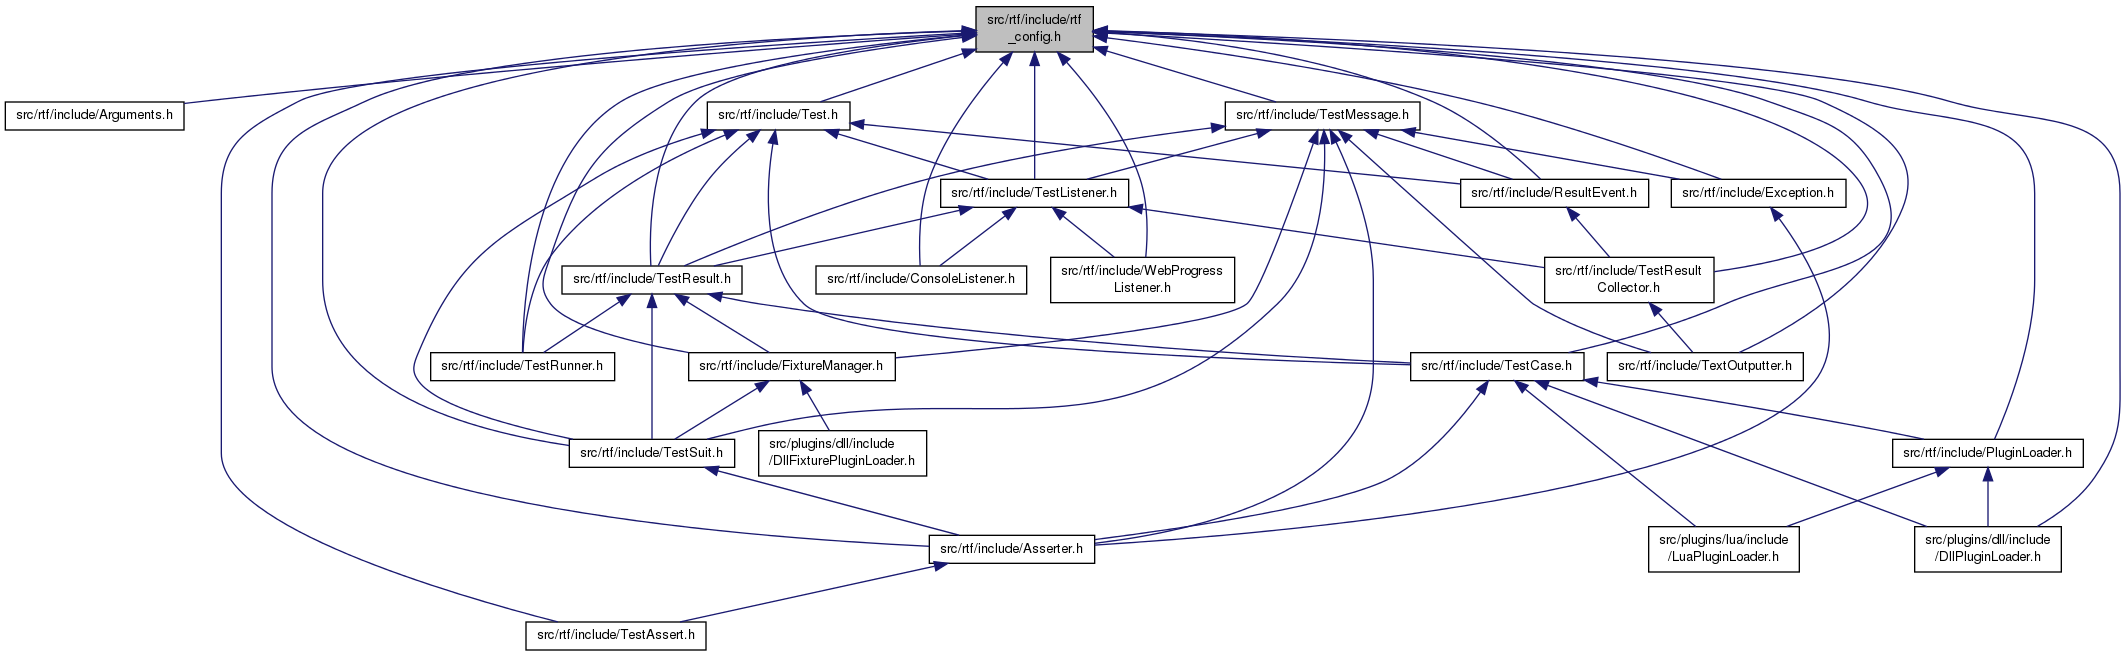 src/rtf/include/rtf
_config.h
src/rtf/include/Arguments.h
src/rtf/include/Test.h
src/rtf/include/TestMessage.h
src/rtf/include/TestListener.h
src/rtf/include/ResultEvent.h
src/rtf/include/Exception.h
src/rtf/include/TestResult.h
src/rtf/include/ConsoleListener.h
src/rtf/include/WebProgress
Listener.h
src/rtf/include/TestResult
Collector.h
src/rtf/include/TestRunner.h
src/rtf/include/FixtureManager.h
src/rtf/include/TestCase.h
src/rtf/include/TextOutputter.h
src/rtf/include/TestSuit.h
src/plugins/dll/include
/DllFixturePluginLoader.h
src/rtf/include/PluginLoader.h
src/rtf/include/Asserter.h
src/plugins/lua/include
/LuaPluginLoader.h
src/plugins/dll/include
/DllPluginLoader.h
src/rtf/include/TestAssert.h